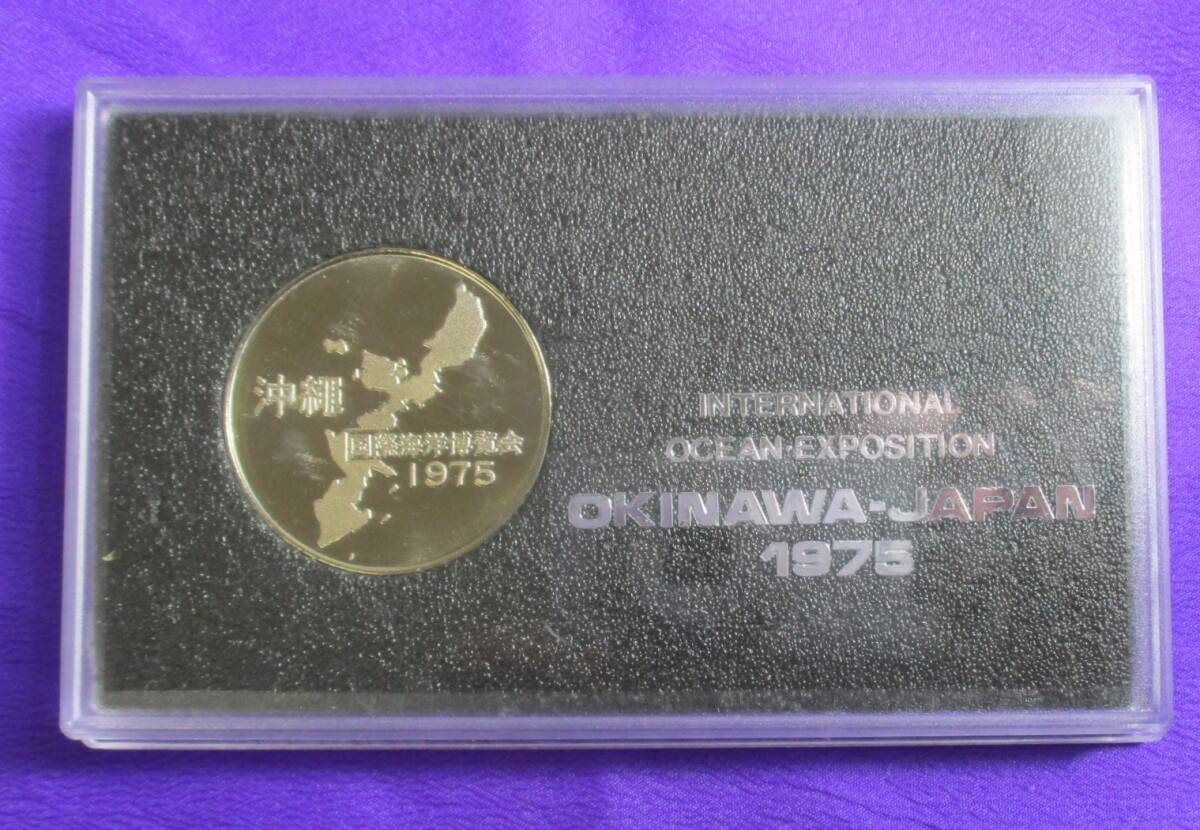 沖縄
国際海洋博覧会
1975
INTERNATIONAL
OCEAN·EXPOSITION
OKINAWA-JAPAN
1975